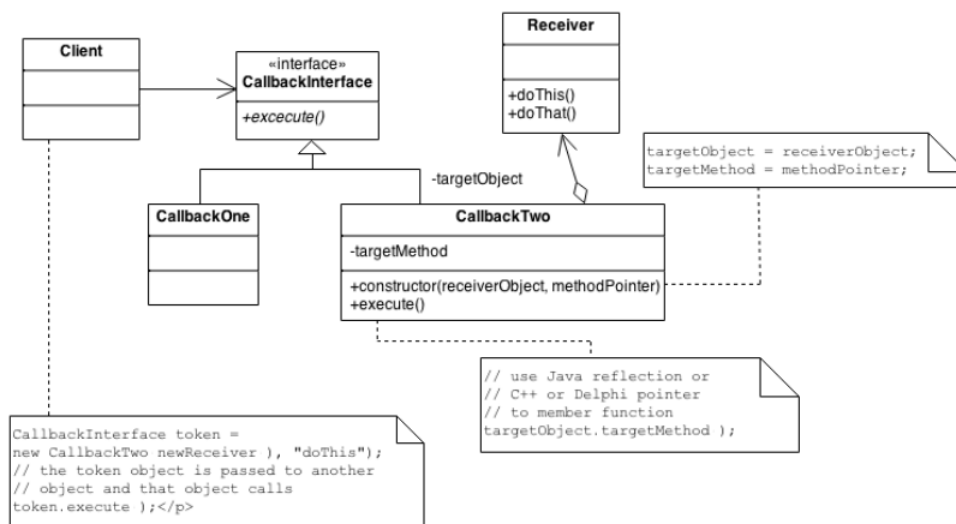 Client
«interface»
CallbackInterface
+excecute()
Receiver
+doThis()
+doThat()
targetObject = receiverObject;
targetMethod = methodPointer;
-targetObject
CallbackOne
CallbackTwo
-targetMethod
+constructor(receiverObject, methodPointer)
+execute()
// use Java reflection or
// C++ or Delphi pointer
// to member function
targetObject.targetMethod );
CallbackInterface token =
new CallbackTwo newReceiver ), "doThis");
// the token object is passed to another
// object and that object calls
token.execute );</p>